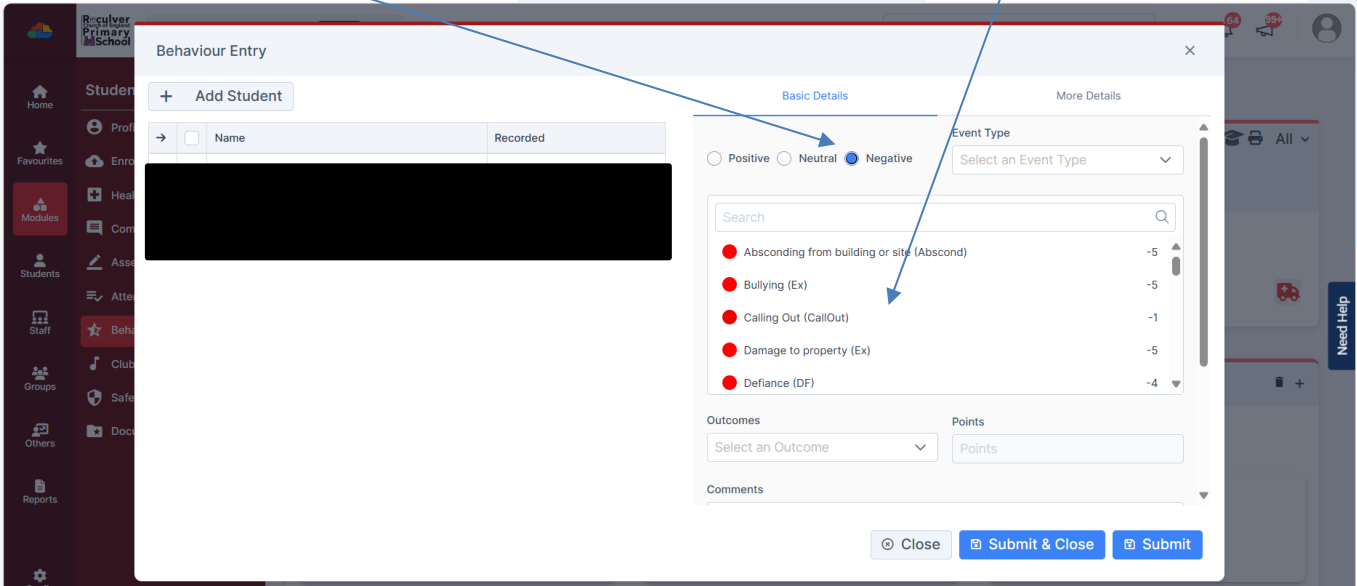 Reculver
Church of England
Primary
School
64
99+
Behaviour Entry
Home
Favourites
Modules
Students
Staff
Groups
Others
Reports
Studen
Profi
Enro
Heal
Com
Asse
Atte
Beha
Club
Safe
Docu
+ Add Student
Name Recorded
Basic Details More Details
Positive Neutral Negative
Event Type
Select an Event Type
Search
Absconding from building or site (Abscond) -5
Bullying (Ex) -5
Calling Out (CallOut) -1
Damage to property (Ex) -5
Defiance (DF) -4
Outcomes Points
Select an Outcome Points
Comments
Close Submit & Close Submit
All
Need Help